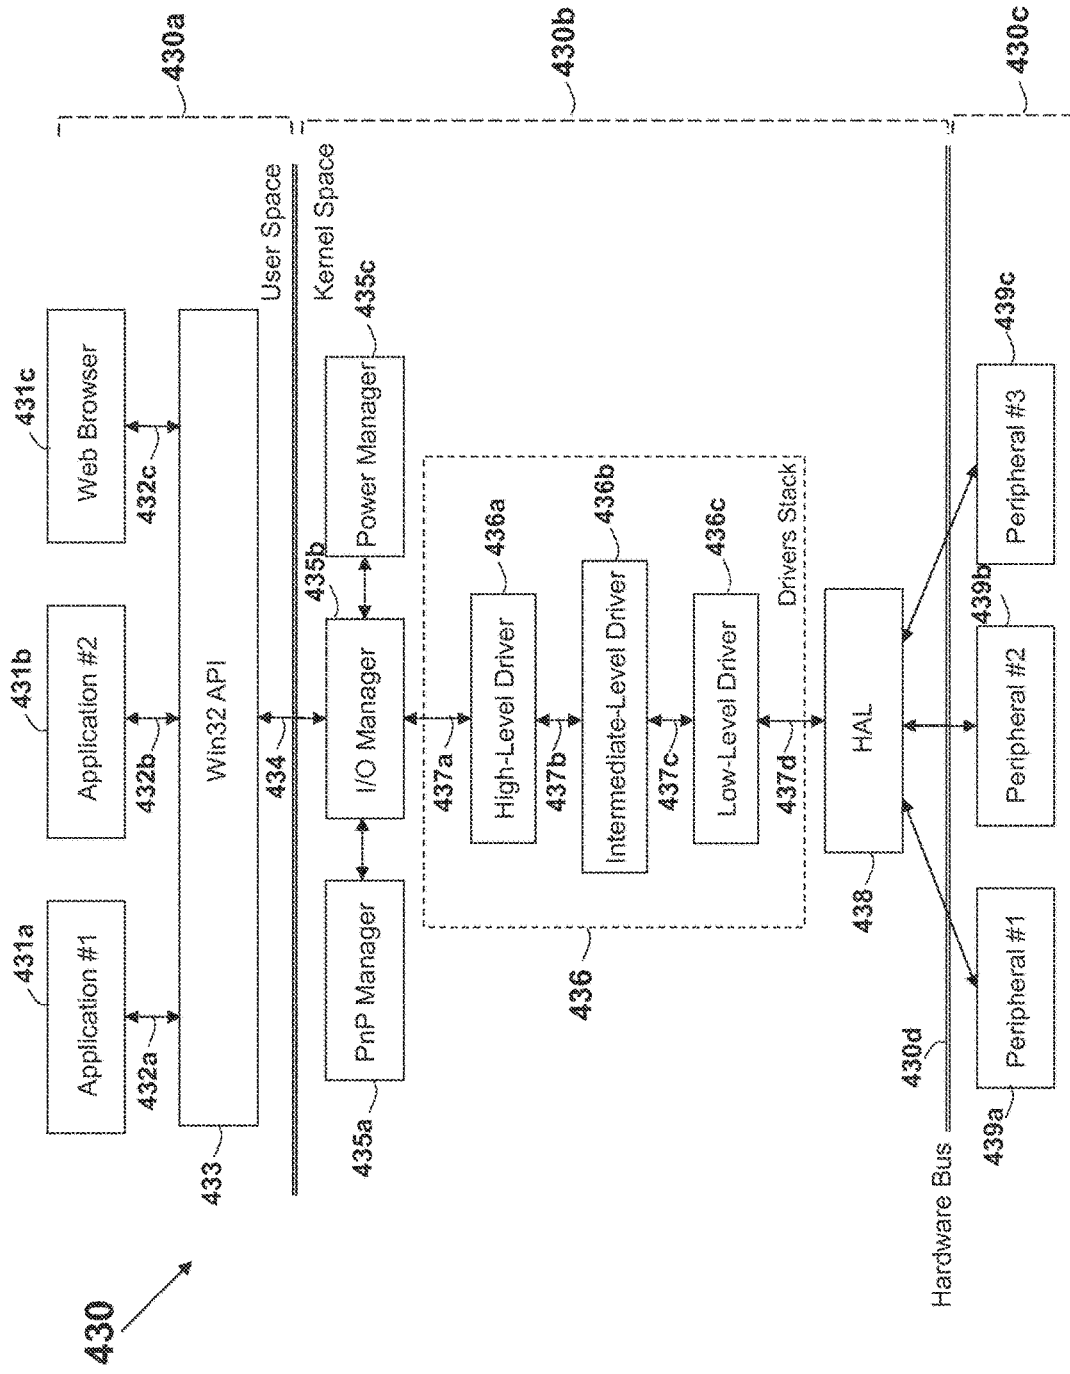 430
430a
430b
430c
431a
Application #1
431b
Application #2
431c
Web Browser
432a
432b
432c
433
Win32 API
User Space
434
Kernel Space
435a
PnP Manager
435b
I/O Manager
435c
Power Manager
437a
436
High-Level Driver
436a
437b
Intermediate-Level Driver
436b
437c
Low-Level Driver
436c
437d
Drivers Stack
438
HAL
Hardware Bus
430d
439a
Peripheral #1
439b
Peripheral #2
439c
Peripheral #3